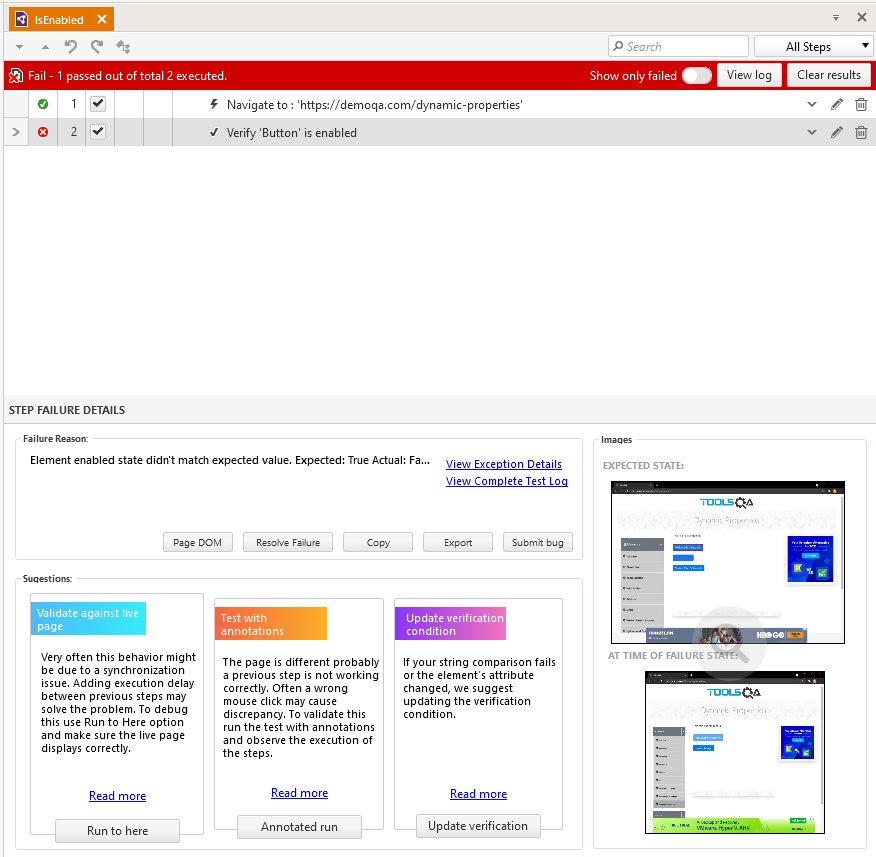 IsEnabled
Search
All Steps
Fail - 1 passed out of total 2 executed.
Show only failed
View log
Clear results
1
Navigate to : 'https://demoqa.com/dynamic-properties'
2
Verify 'Button' is enabled
STEP FAILURE DETAILS
Failure Reason:
Element enabled state didn't match expected value. Expected: True Actual: Fa...
View Exception Details
View Complete Test Log
Page DOM
Resolve Failure
Copy
Export
Submit bug
Sugestions:
Validate against live
page
Very often this behavior might
be due to a synchronization
issue. Adding execution delay
between previous steps may
solve the problem. To debug
this use Run to Here option
and make sure the live page
displays correctly.
Read more
Run to here
Test with
annotations
The page is different probably
a previous step is not working
correctly. Often a wrong
mouse click may cause
discrepancy. To validate this
run the test with annotations
and observe the execution of
the steps.
Read more
Annotated run
Update verification
condition
If your string comparison fails
or the element's attribute
changed, we suggest
updating the verification
condition.
Read more
Update verification
Images
EXPECTED STATE:
TOOLSQA
Dynamic Properties
HBO GO
AT TIME OF FAILURE STATE:
TOOLSQA
Dynamic Properties
VMware, Hyper-V, AHV